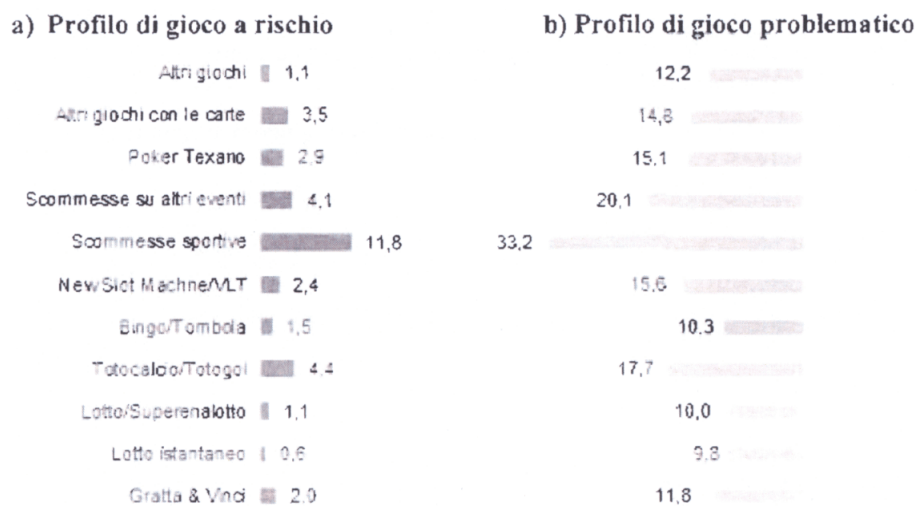 a) Profilo di gioco a rischio b) Profilo di gioco problematico
Altri giochi 1,1 12,2
Altri giochi con le carte 3,5 14,8
Poker Texano 2,9 15,1
Scommesse su altri eventi 4,1 20,1
Scommesse sportive 11,8 33,2
New Slot Machne/VLT 2,4 15,6
Bingo/Tombola 1,5 10,3
Totocalcio/Totogol 4,4 17,7
Lotto/Superenalotto 1,1 10,0
Lotto istantaneo 0,6 9,8
Gratta & Vinci 2,0 11,8